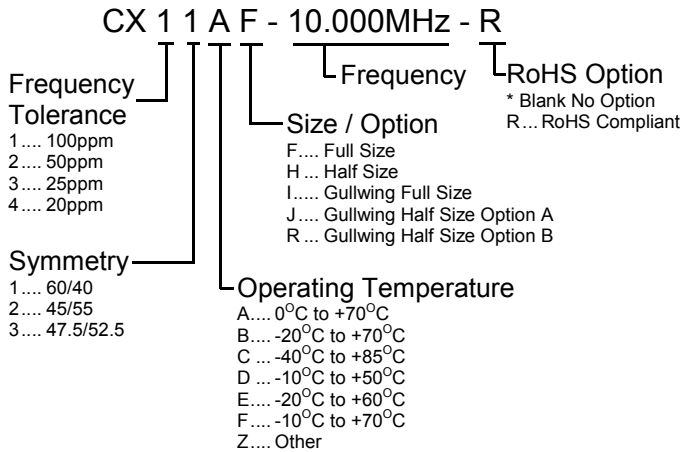 CX 1 1 A F - 10.000MHz - R
Frequency
Tolerance
1.... 100ppm
2.... 50ppm
3.... 25ppm
4.... 20ppm
Symmetry
1.... 60/40
2.... 45/55
3.... 47.5/52.5
Operating Temperature
A.... 0°C to +70°C
B.... -20°C to +70°C
C ... -40°C to +85°C
D ... -10°C to +50°C
E.... -20°C to +60°C
F.... -10°C to +70°C
Z.... Other
Size / Option
F.... Full Size
H ... Half Size
I..... Gullwing Full Size
J.... Gullwing Half Size Option A
R ... Gullwing Half Size Option B
Frequency
RoHS Option
* Blank No Option
R... RoHS Compliant